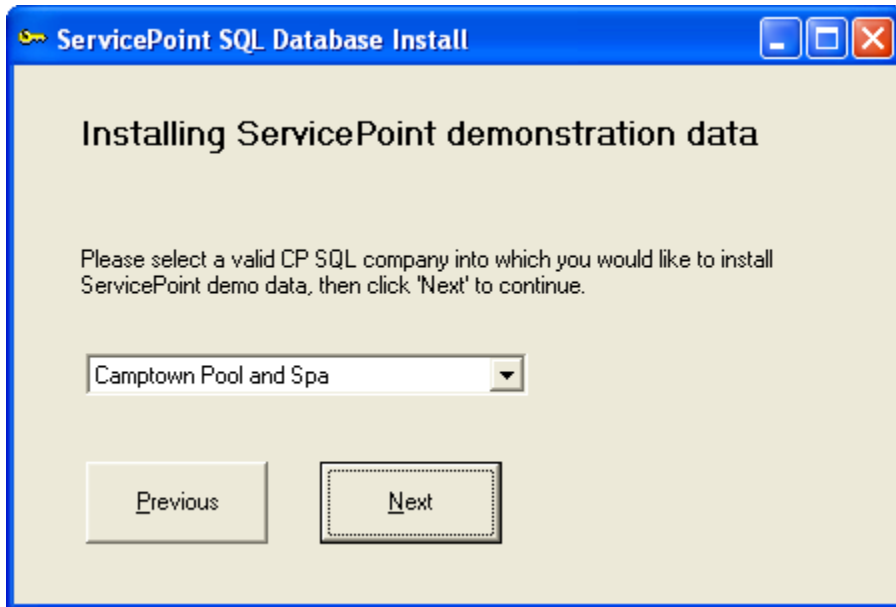 ServicePoint SQL Database Install
Installing ServicePoint demonstration data
Please select a valid CP SQL company into which you would like to install
ServicePoint demo data, then click 'Next' to continue.
Camptown Pool and Spa
Previous Next